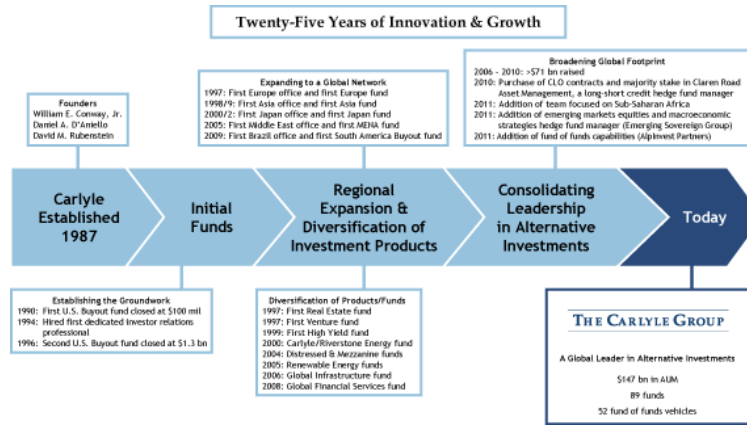 Twenty-Five Years of Innovation & Growth
Founders
William E. Conway, Jr.
Daniel A. D'Aniello
David M. Rubenstein
Expanding to a Global Network
1997: First Europe office and first Europe fund
1998/9: First Asia office and first Asia fund
2000/2: First Japan office and first Japan fund
2005: First Middle East office and first MENA fund
2009: First Brazil office and first South America Buyout fund
Broadening Global Footprint
2006 - 2010: >$71 bn raised
2010: Purchase of CLO contracts and majority stake in Claren Road
Asset Management, a long-short credit hedge fund manager
2011: Addition of team focused on Sub-Saharan Africa
2011: Addition of emerging markets equities and macroeconomic
strategies hedge fund manager (Emerging Sovereign Group)
2011: Addition of fund of funds capabilities (AlpInvest Partners)
Carlyle
Established
1987
Initial
Funds
Regional
Expansion &
Diversification of
Investment Products
Consolidating
Leadership
in Alternative
Investments
Today
Establishing the Groundwork
1990: First U.S. Buyout fund closed at $100 mil
1994: Hired first dedicated investor relations
professional
1996: Second U.S. Buyout fund closed at $1.3 bn
Diversification of Products/Funds
1997: First Real Estate fund
1997: First Venture fund
1999: First High Yield fund
2000: Carlyle/Riverstone Energy fund
2004: Distressed & Mezzanine funds
2005: Renewable Energy funds
2006: Global Infrastructure fund
2008: Global Financial Services fund
THE CARLYLE GROUP
A Global Leader in Alternative Investments
$147 bn in AUM
89 funds
52 fund of funds vehicles